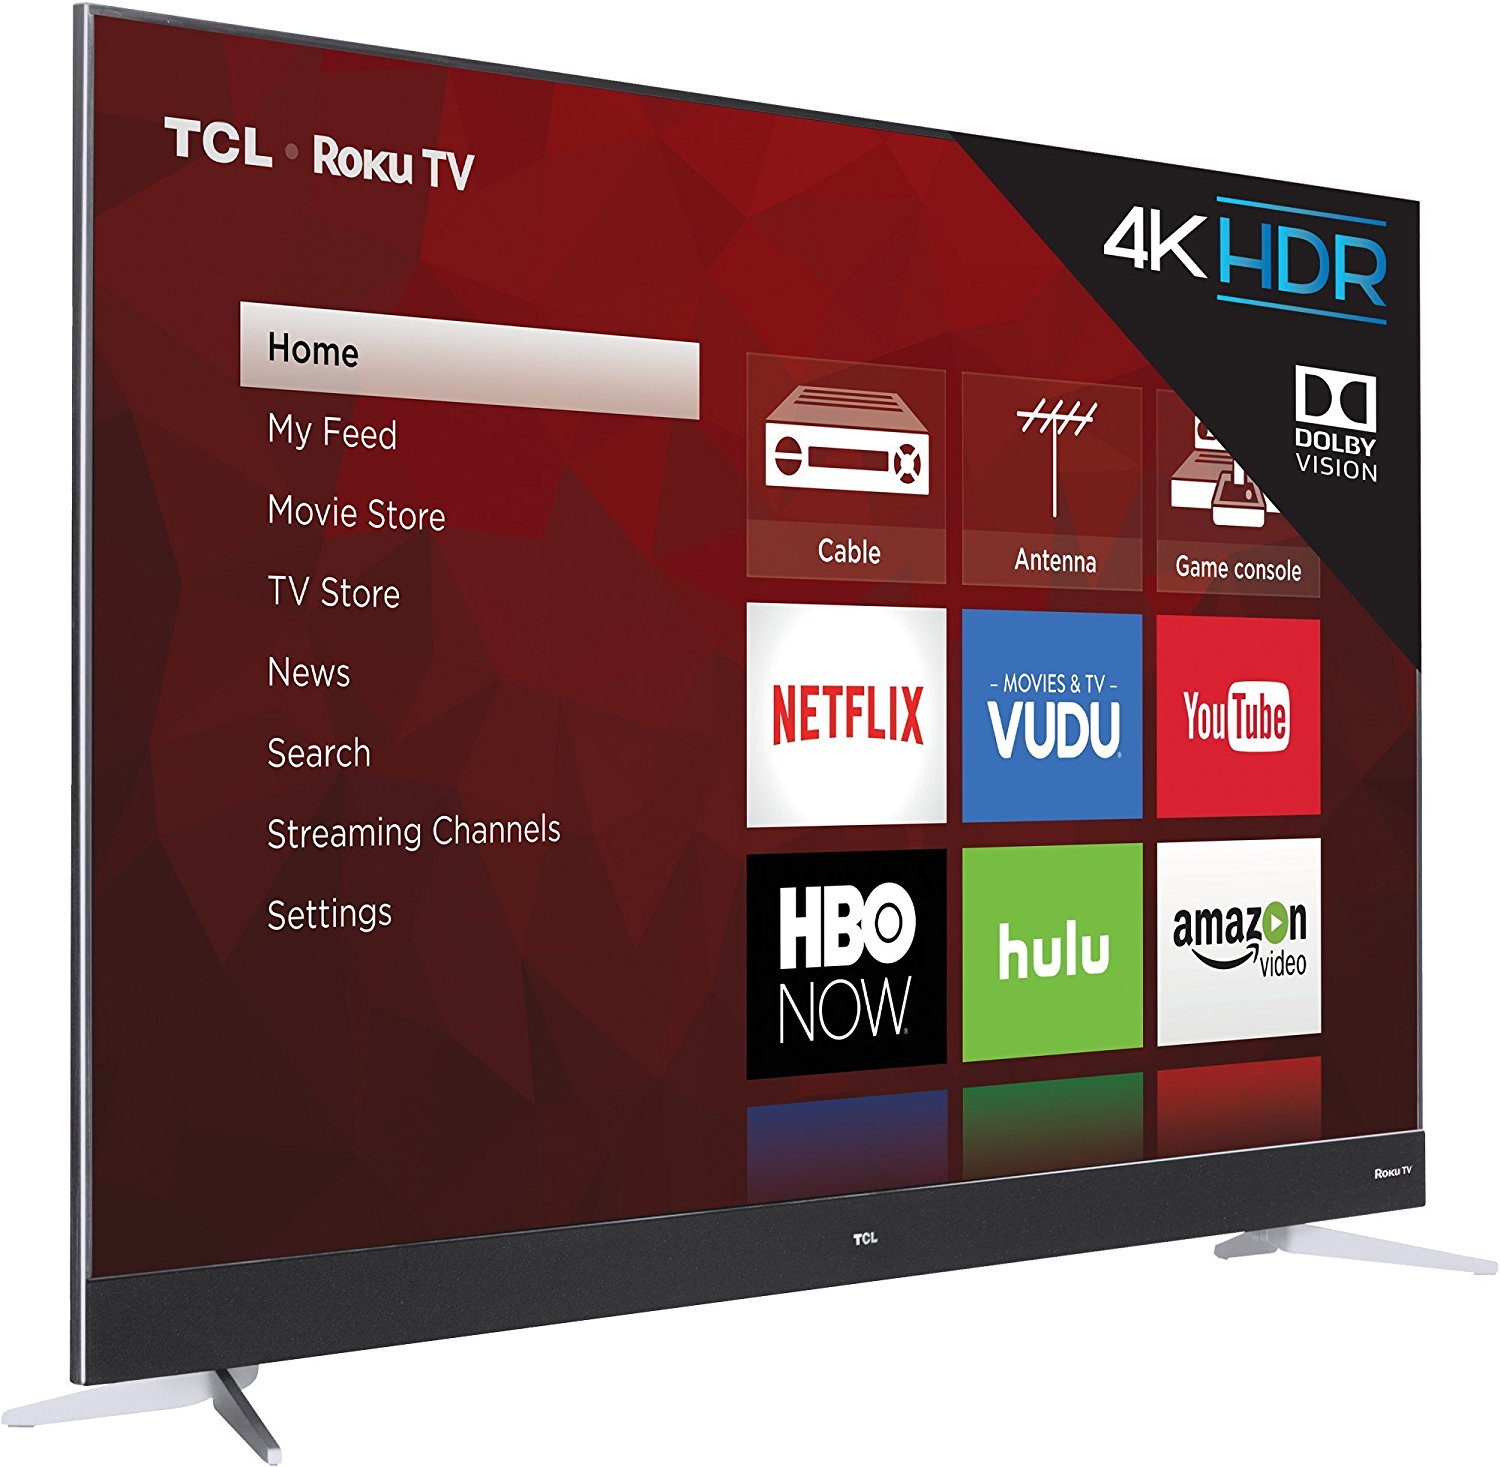 TCL • Roku TV
4K HDR
DOLBY
VISION
Home
My Feed
Movie Store
TV Store
News
Search
Streaming Channels
Settings
Cable
Antenna
Game console
NETFLIX
– MOVIES & TV –
VUDU
YouTube
HBO
NOW
hulu
amazon
video
TCL
Roku TV